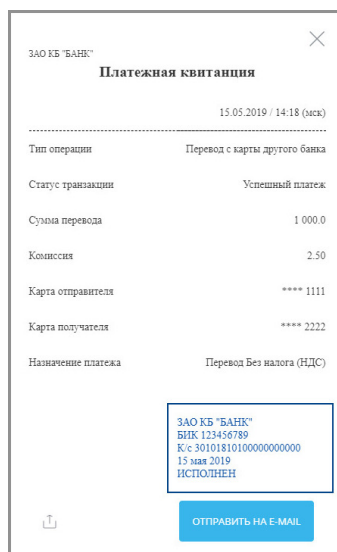 ЗАО КБ "БАНК"
Платежная квитанция
15.05.2019 / 14:18 (мск)
Тип операции Перевод с карты другого банка
Статус транзакции Успешный платеж
Сумма перевода 1 000.0
Комиссия 2.50
Карта отправителя **** 1111
Карта получателя **** 2222
Назначение платежа Перевод Без налога (НДС)
ЗАО КБ "БАНК"
БИК 123456789
К/с 30101810100000000000
15 мая 2019
ИСПОЛНЕН
ОТПРАВИТЬ НА E-MAIL